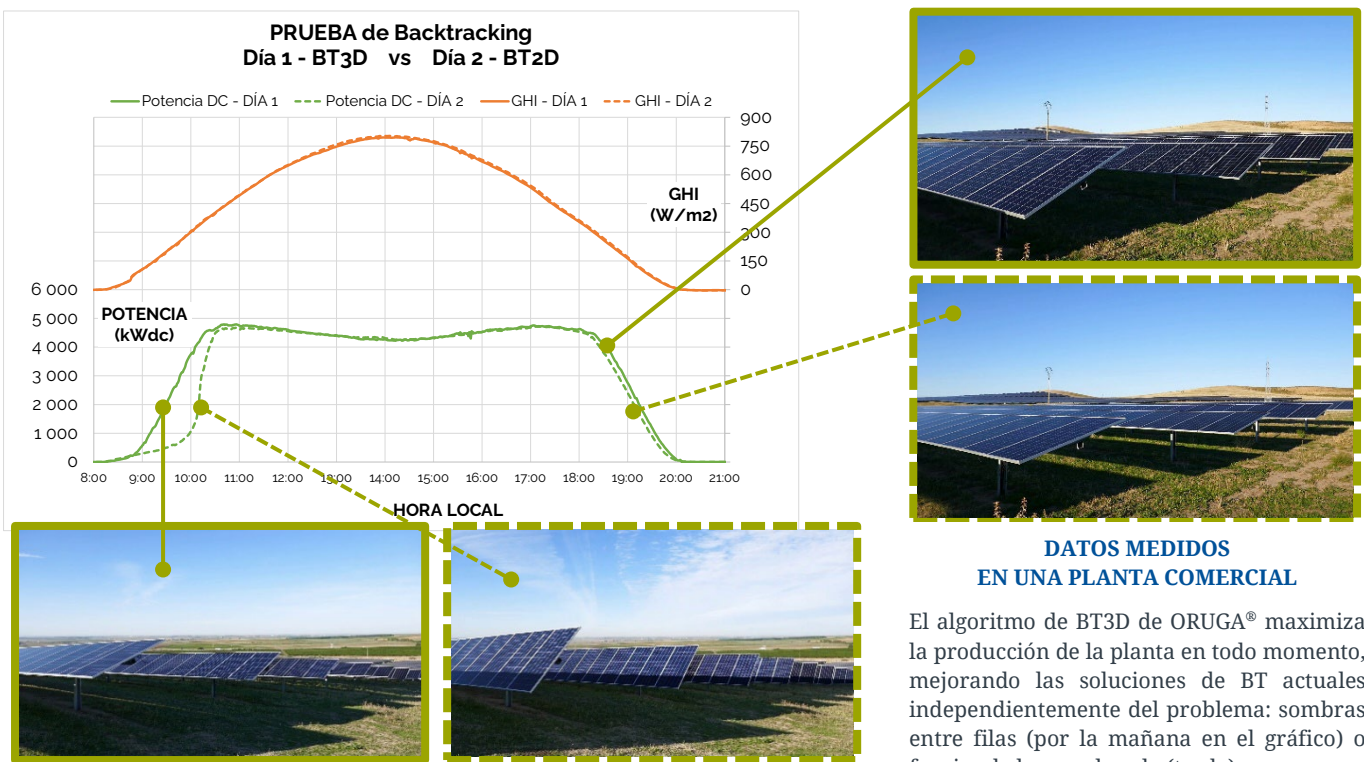 PRUEBA de Backtracking
Día 1 - BT3D vs Día 2 - BT2D
Potencia DC - DÍA 1 Potencia DC - DÍA 2 GHI - DÍA 1 GHI - DÍA 2
900
750
600
450
300
150
0
GHI
(W/m2)
6 000
5 000
4 000
3 000
2 000
1 000
0
POTENCIA
(kWdc)
8:00 9:00 10:00 11:00 12:00 13:00 14:00 15:00 16:00 17:00 18:00 19:00 20:00 21:00
HORA LOCAL
DATOS MEDIDOS
EN UNA PLANTA COMERCIAL
El algoritmo de BT3D de ORUGA® maximiza
la producción de la planta en todo momento,
mejorando las soluciones de BT actuales
independientemente del problema: sombras
entre filas (por la mañana en el gráfico) o